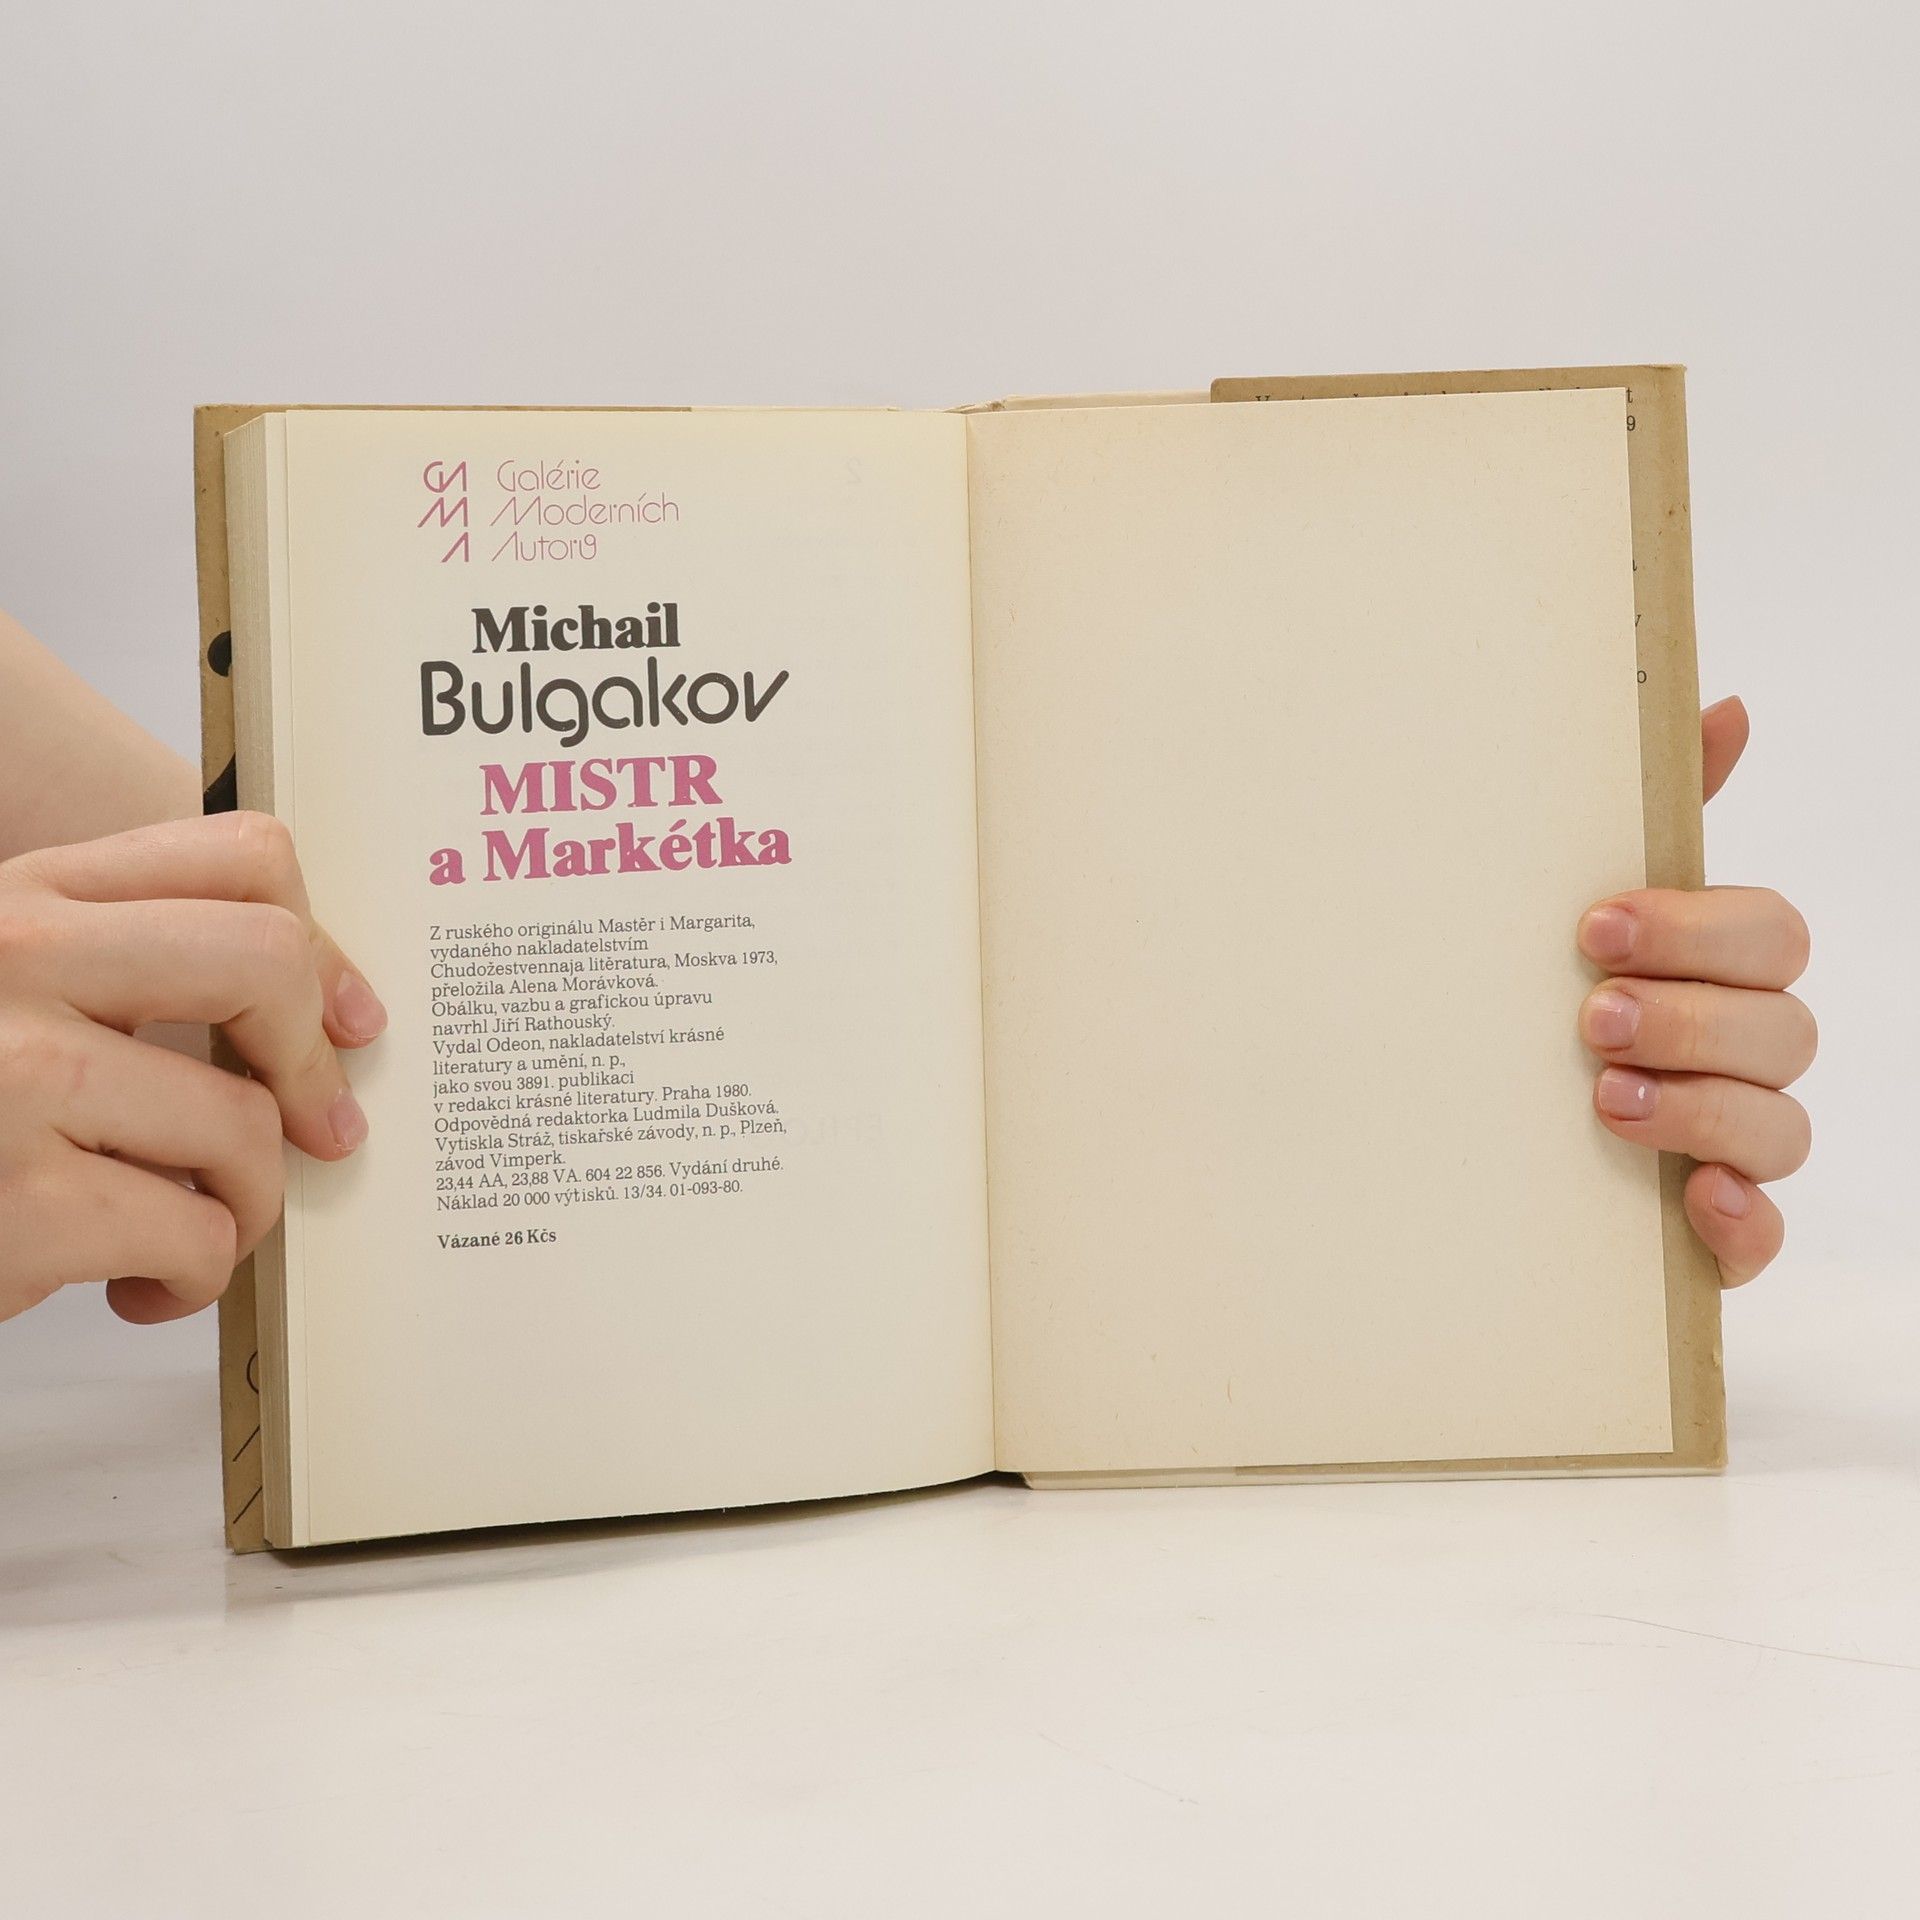 GA Galérie
M Moderních
A Autorů
Michail
Bulgakov
MISTR
a Markétka
Z ruského originálu Mastěr i Margarita,
vydaného nakladatelstvím
Chudožestvennaja litěratura, Moskva 1973,
přeložila Alena Morávková.
Obálku, vazbu a grafickou úpravu
navrhl Jiří Rathouský.
Vydal Odeon, nakladatelství krásné
literatury a umění, n. p.,
jako svou 3891. publikaci
v redakci krásné literatury. Praha 1980.
Odpovědná redaktorka Ludmila Dušková.
Vytiskla Stráž, tiskařské závody, n. p., Plzeň,
závod Vimperk.
23,44 AA, 23,88 VA. 604 22 856. Vydání druhé.
Náklad 20 000 výtisků. 13/34. 01-093-80.
Vázané 26 Kčs